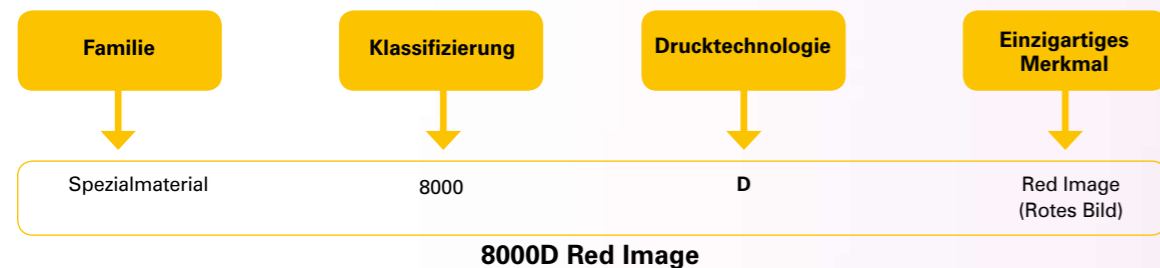 Familie
Klassifizierung
Drucktechnologie
Einzigartiges
Merkmal
Spezialmaterial
8000
D
Red Image
(Rotes Bild)
8000D Red Image